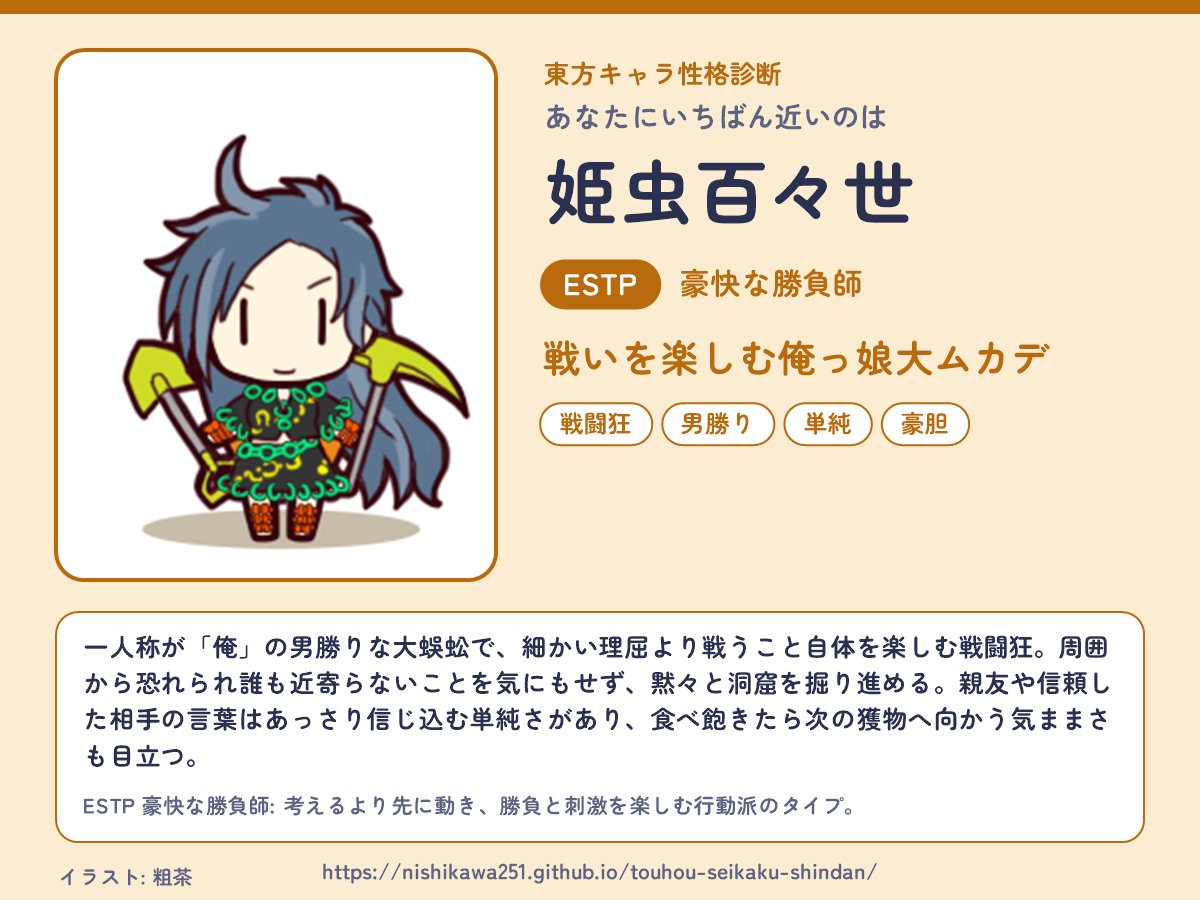 東方キャラ性格診断
あなたにいちばん近いのは
姫虫百々世
ESTP 豪快な勝負師
戦いを楽しむ俺っ娘大ムカデ
戦闘狂 男勝り 単純 豪胆
一人称が「俺」の男勝りな大蜈蚣で、細かい理屈より戦うこと自体を楽しむ戦闘狂。周囲
から恐れられ誰も近寄らないことを気にもせず、黙々と洞窟を掘り進める。親友や信頼し
た相手の言葉はあっさり信じ込む単純さがあり、食べ飽きたら次の獲物へ向かう気ままさ
も目立つ。
ESTP 豪快な勝負師: 考えるより先に動き、勝負と刺激を楽しむ行動派のタイプ。
イラスト: 粗茶
https://nishikawa251.github.io/touhou-seikaku-shindan/